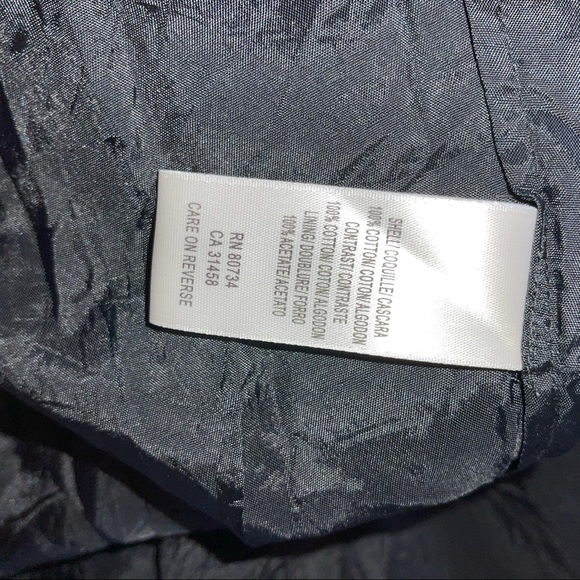 SHELL/ COQUILLE/ CASCARA
100% COTTON/ COTON/ ALGODON
CONTRAST/ CONTRASTE
100% COTTON/ COTON/ALGODON
LINING/ DOUBLURE/ FORRO
100% ACETATE/ACETATO
RN 80734
CA 31458
CARE ON REVERSE